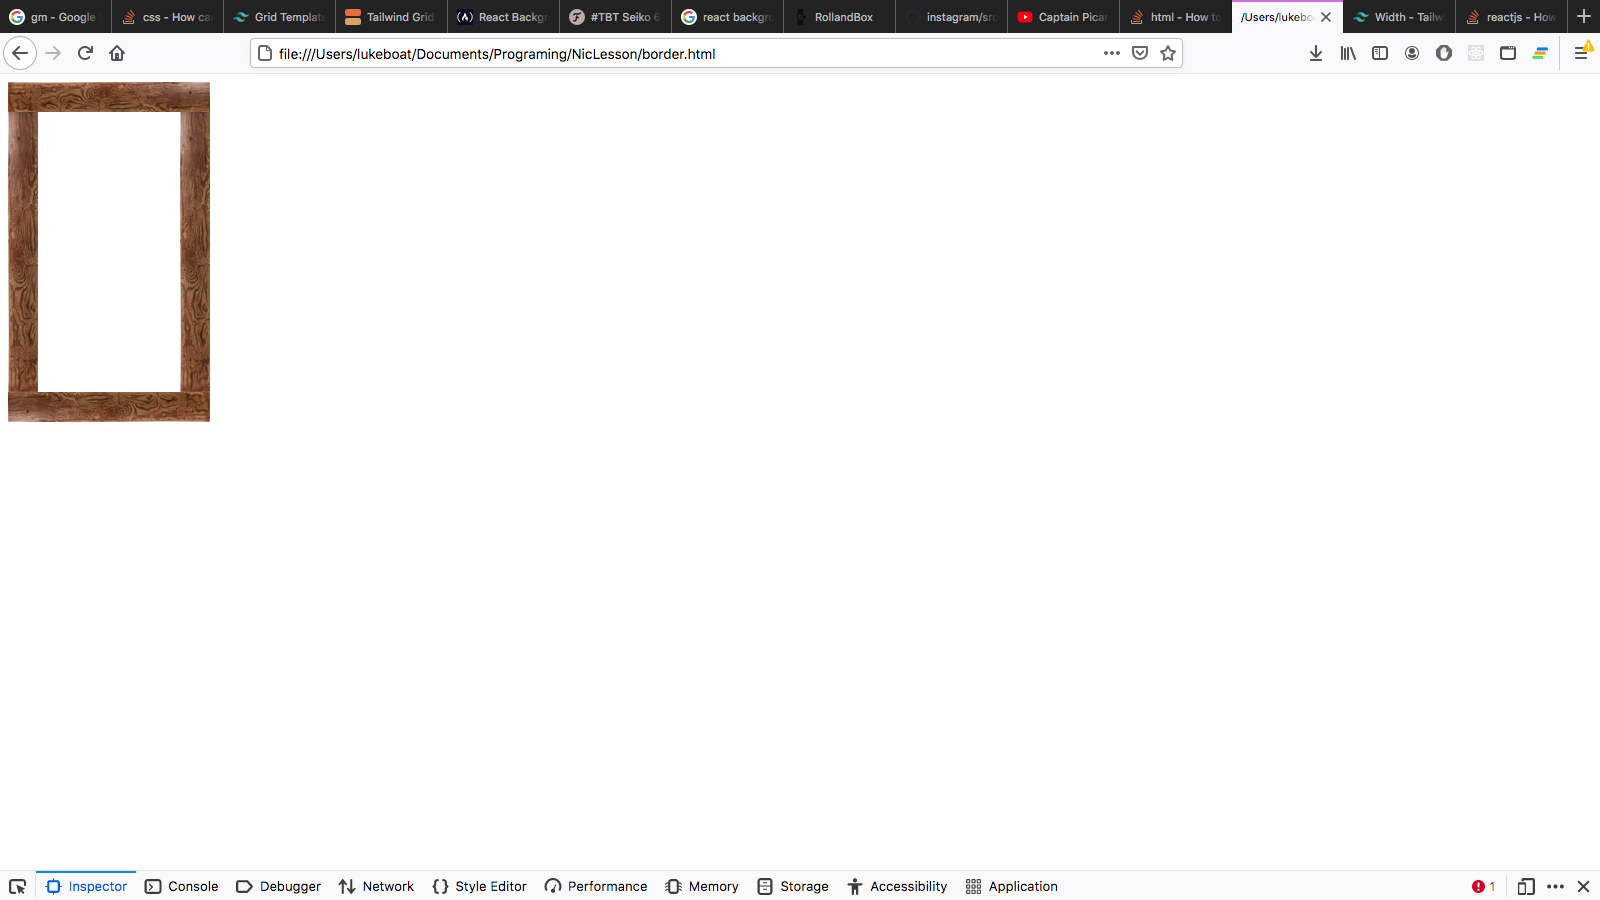 gm - Google
css - How ca
Grid Templat
Tailwind Grid
React Backgr
#TBT Seiko 6
react backgr
RollandBox
instagram/src
Captain Picar
html - How to
/Users/lukeboa
Width - Tailw
reactjs - How
file:///Users/lukeboat/Documents/Programing/NicLesson/border.html
Inspector
Console
Debugger
Network
Style Editor
Performance
Memory
Storage
Accessibility
Application
1